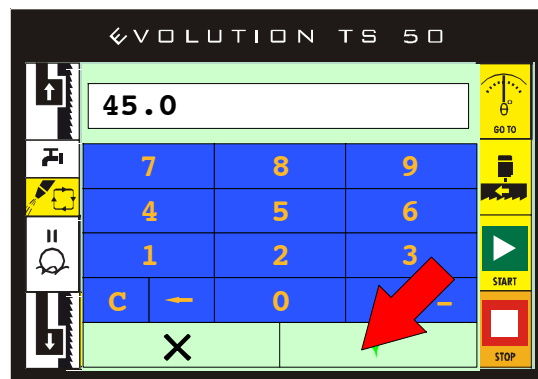 EVOLUTION TS 50
45.0
θ°
GO TO
7 8 9
4 5 6
1 2 3
C ← 0 –
START
STOP